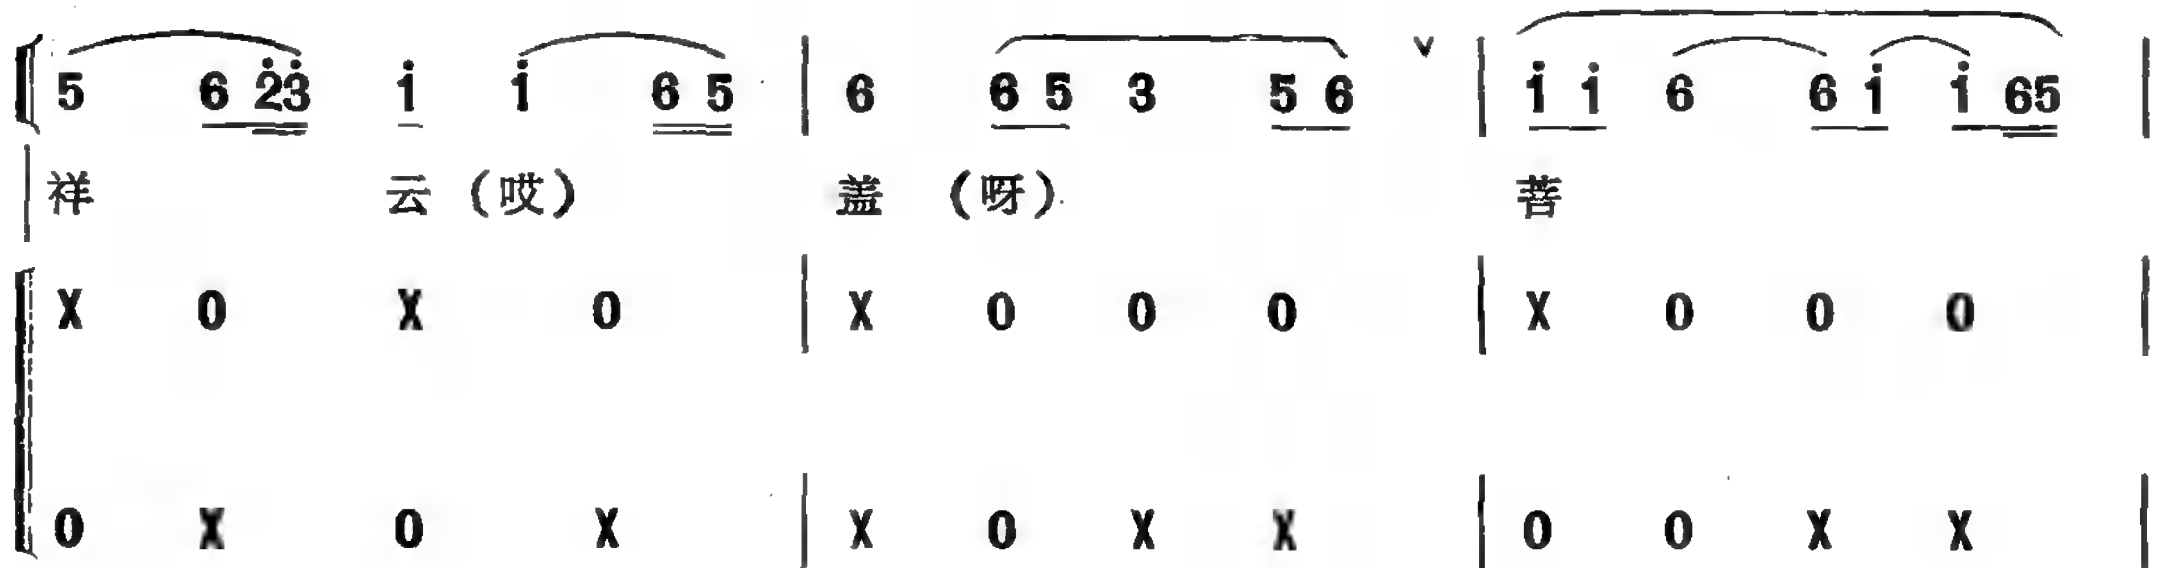 5 6 2̇3̇ 1̇ 1̇ 6 5 | 6 6 5 3 5 6 ∨ | 1̇ 1̇ 6 6 1̇ 1̇ 65 |
祥 云（哎） 盖 （呀） 菩
X 0 X 0 | X 0 0 0 | X 0 0 0 |
0 X 0 X | X 0 X X | 0 0 X X |